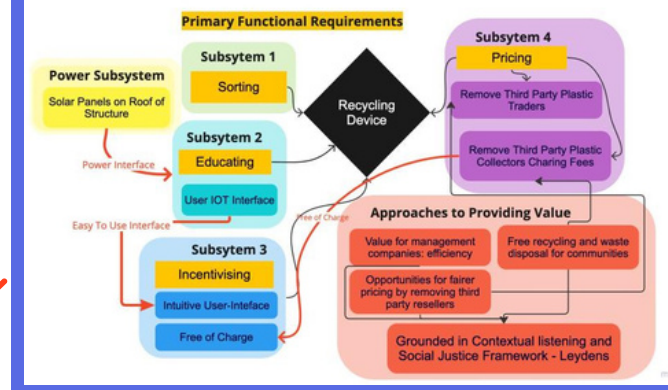 Primary Functional Requirements
Subsytem 1
Sorting
Power Subsystem
Solar Panels on Roof of
Structure
Power Interface
Subsytem 2
Educating
User IOT Interface
Easy To Use Interface
Subsytem 3
Incentivising
Intuitive User-Inteface
Free of Charge
Recycling
Device
Free of Charge
Subsytem 4
Pricing
Remove Third Party Plastic
Traders
Remove Third Party Plastic
Collectors Charing Fees
Approaches to Providing Value
Value for management
companies: efficiency
Free recycling and waste
disposal for communities
Opportunities for fairer
pricing by removing third
party resellers
Grounded in Contextual listening and
Social Justice Framework - Leydens